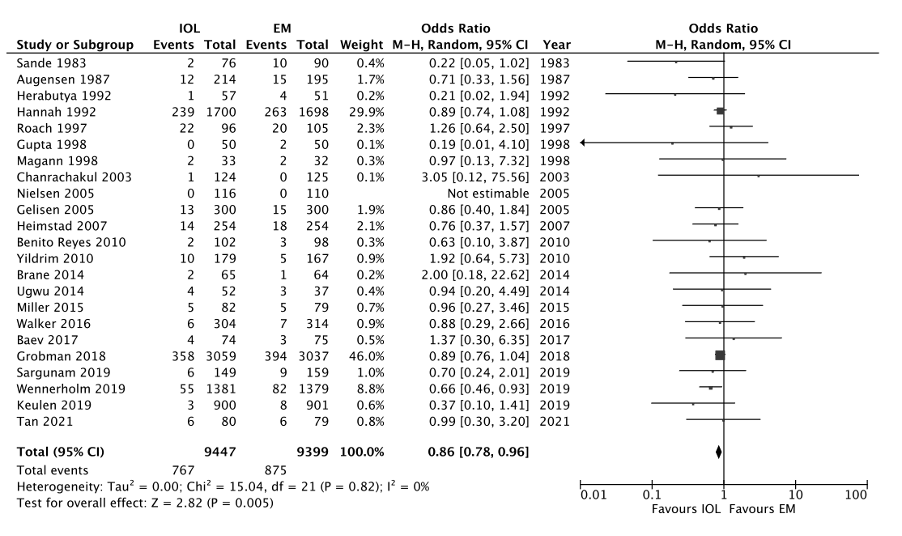 IOL EM Odds Ratio Odds Ratio
Study or Subgroup Events Total Events Total Weight M-H, Random, 95% CI Year M-H, Random, 95% CI
Sande 1983 2 76 10 90 0.4% 0.22 [0.05, 1.02] 1983
Augensen 1987 12 214 15 195 1.7% 0.71 [0.33, 1.56] 1987
Herabutya 1992 1 57 4 51 0.2% 0.21 [0.02, 1.94] 1992
Hannah 1992 239 1700 263 1698 29.9% 0.89 [0.74, 1.08] 1992
Roach 1997 22 96 20 105 2.3% 1.26 [0.64, 2.50] 1997
Gupta 1998 0 50 2 50 0.1% 0.19 [0.01, 4.10] 1998
Magann 1998 2 33 2 32 0.2% 0.97 [0.13, 7.32] 1998
Chanrachakul 2003 1 124 0 125 0.1% 3.05 [0.12, 75.56] 2003
Nielsen 2005 0 116 0 110 Not estimable 2005
Gelisen 2005 13 300 15 300 1.9% 0.86 [0.40, 1.84] 2005
Heimstad 2007 14 254 18 254 2.1% 0.76 [0.37, 1.57] 2007
Benito Reyes 2010 2 102 3 98 0.3% 0.63 [0.10, 3.87] 2010
Yildrim 2010 10 179 5 167 0.9% 1.92 [0.64, 5.73] 2010
Brane 2014 2 65 1 64 0.2% 2.00 [0.18, 22.62] 2014
Ugwu 2014 4 52 3 37 0.4% 0.94 [0.20, 4.49] 2014
Miller 2015 5 82 5 79 0.7% 0.96 [0.27, 3.46] 2015
Walker 2016 6 304 7 314 0.9% 0.88 [0.29, 2.66] 2016
Baev 2017 4 74 3 75 0.5% 1.37 [0.30, 6.35] 2017
Grobman 2018 358 3059 394 3037 46.0% 0.89 [0.76, 1.04] 2018
Sargunam 2019 6 149 9 159 1.0% 0.70 [0.24, 2.01] 2019
Wennerholm 2019 55 1381 82 1379 8.8% 0.66 [0.46, 0.93] 2019
Keulen 2019 3 900 8 901 0.6% 0.37 [0.10, 1.41] 2019
Tan 2021 6 80 6 79 0.8% 0.99 [0.30, 3.20] 2021
Total (95% CI) 9447 9399 100.0% 0.86 [0.78, 0.96]
Total events 767 875
Heterogeneity: Tau² = 0.00; Chi² = 15.04, df = 21 (P = 0.82); I² = 0%
Test for overall effect: Z = 2.82 (P = 0.005)
0.01 0.1 1 10 100
Favours IOL Favours EM